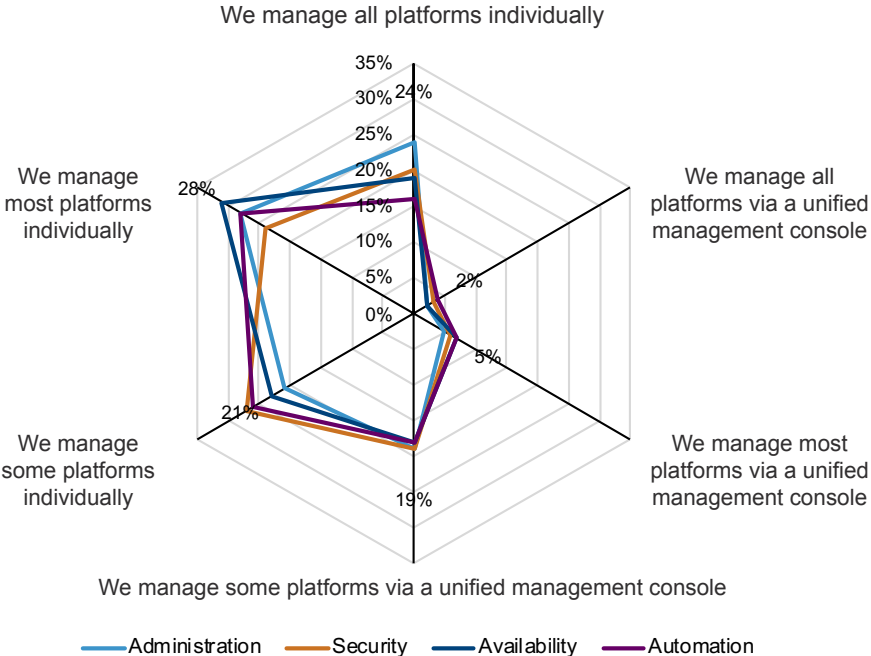 We manage all platforms individually
35%
30%
24%
25%
20%
15%
10%
5%
0%
28%
2%
5%
21%
19%
We manage
most platforms
individually
We manage all
platforms via a unified
management console
We manage
some platforms
individually
We manage most
platforms via a unified
management console
We manage some platforms via a unified management console
Administration
Security
Availability
Automation